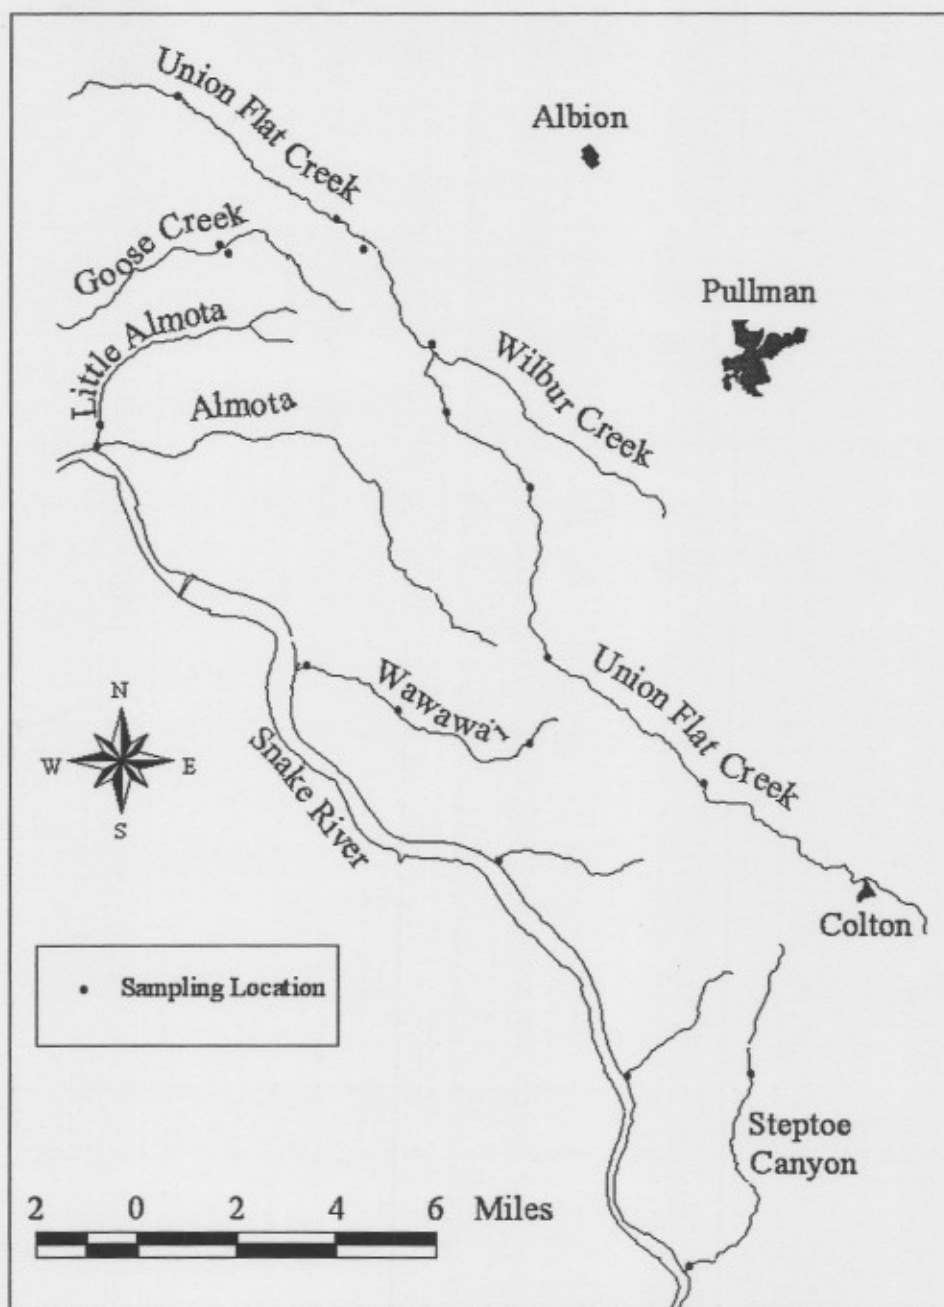 Union Flat Creek
Albion
Goose Creek
Pullman
Little Almota
Wilbur Creek
Almota
Union Flat Creek
Wawawai
N
W E
S
Snake River
Colton
Sampling Location
Steptoe
Canyon
2 0 2 4 6 Miles